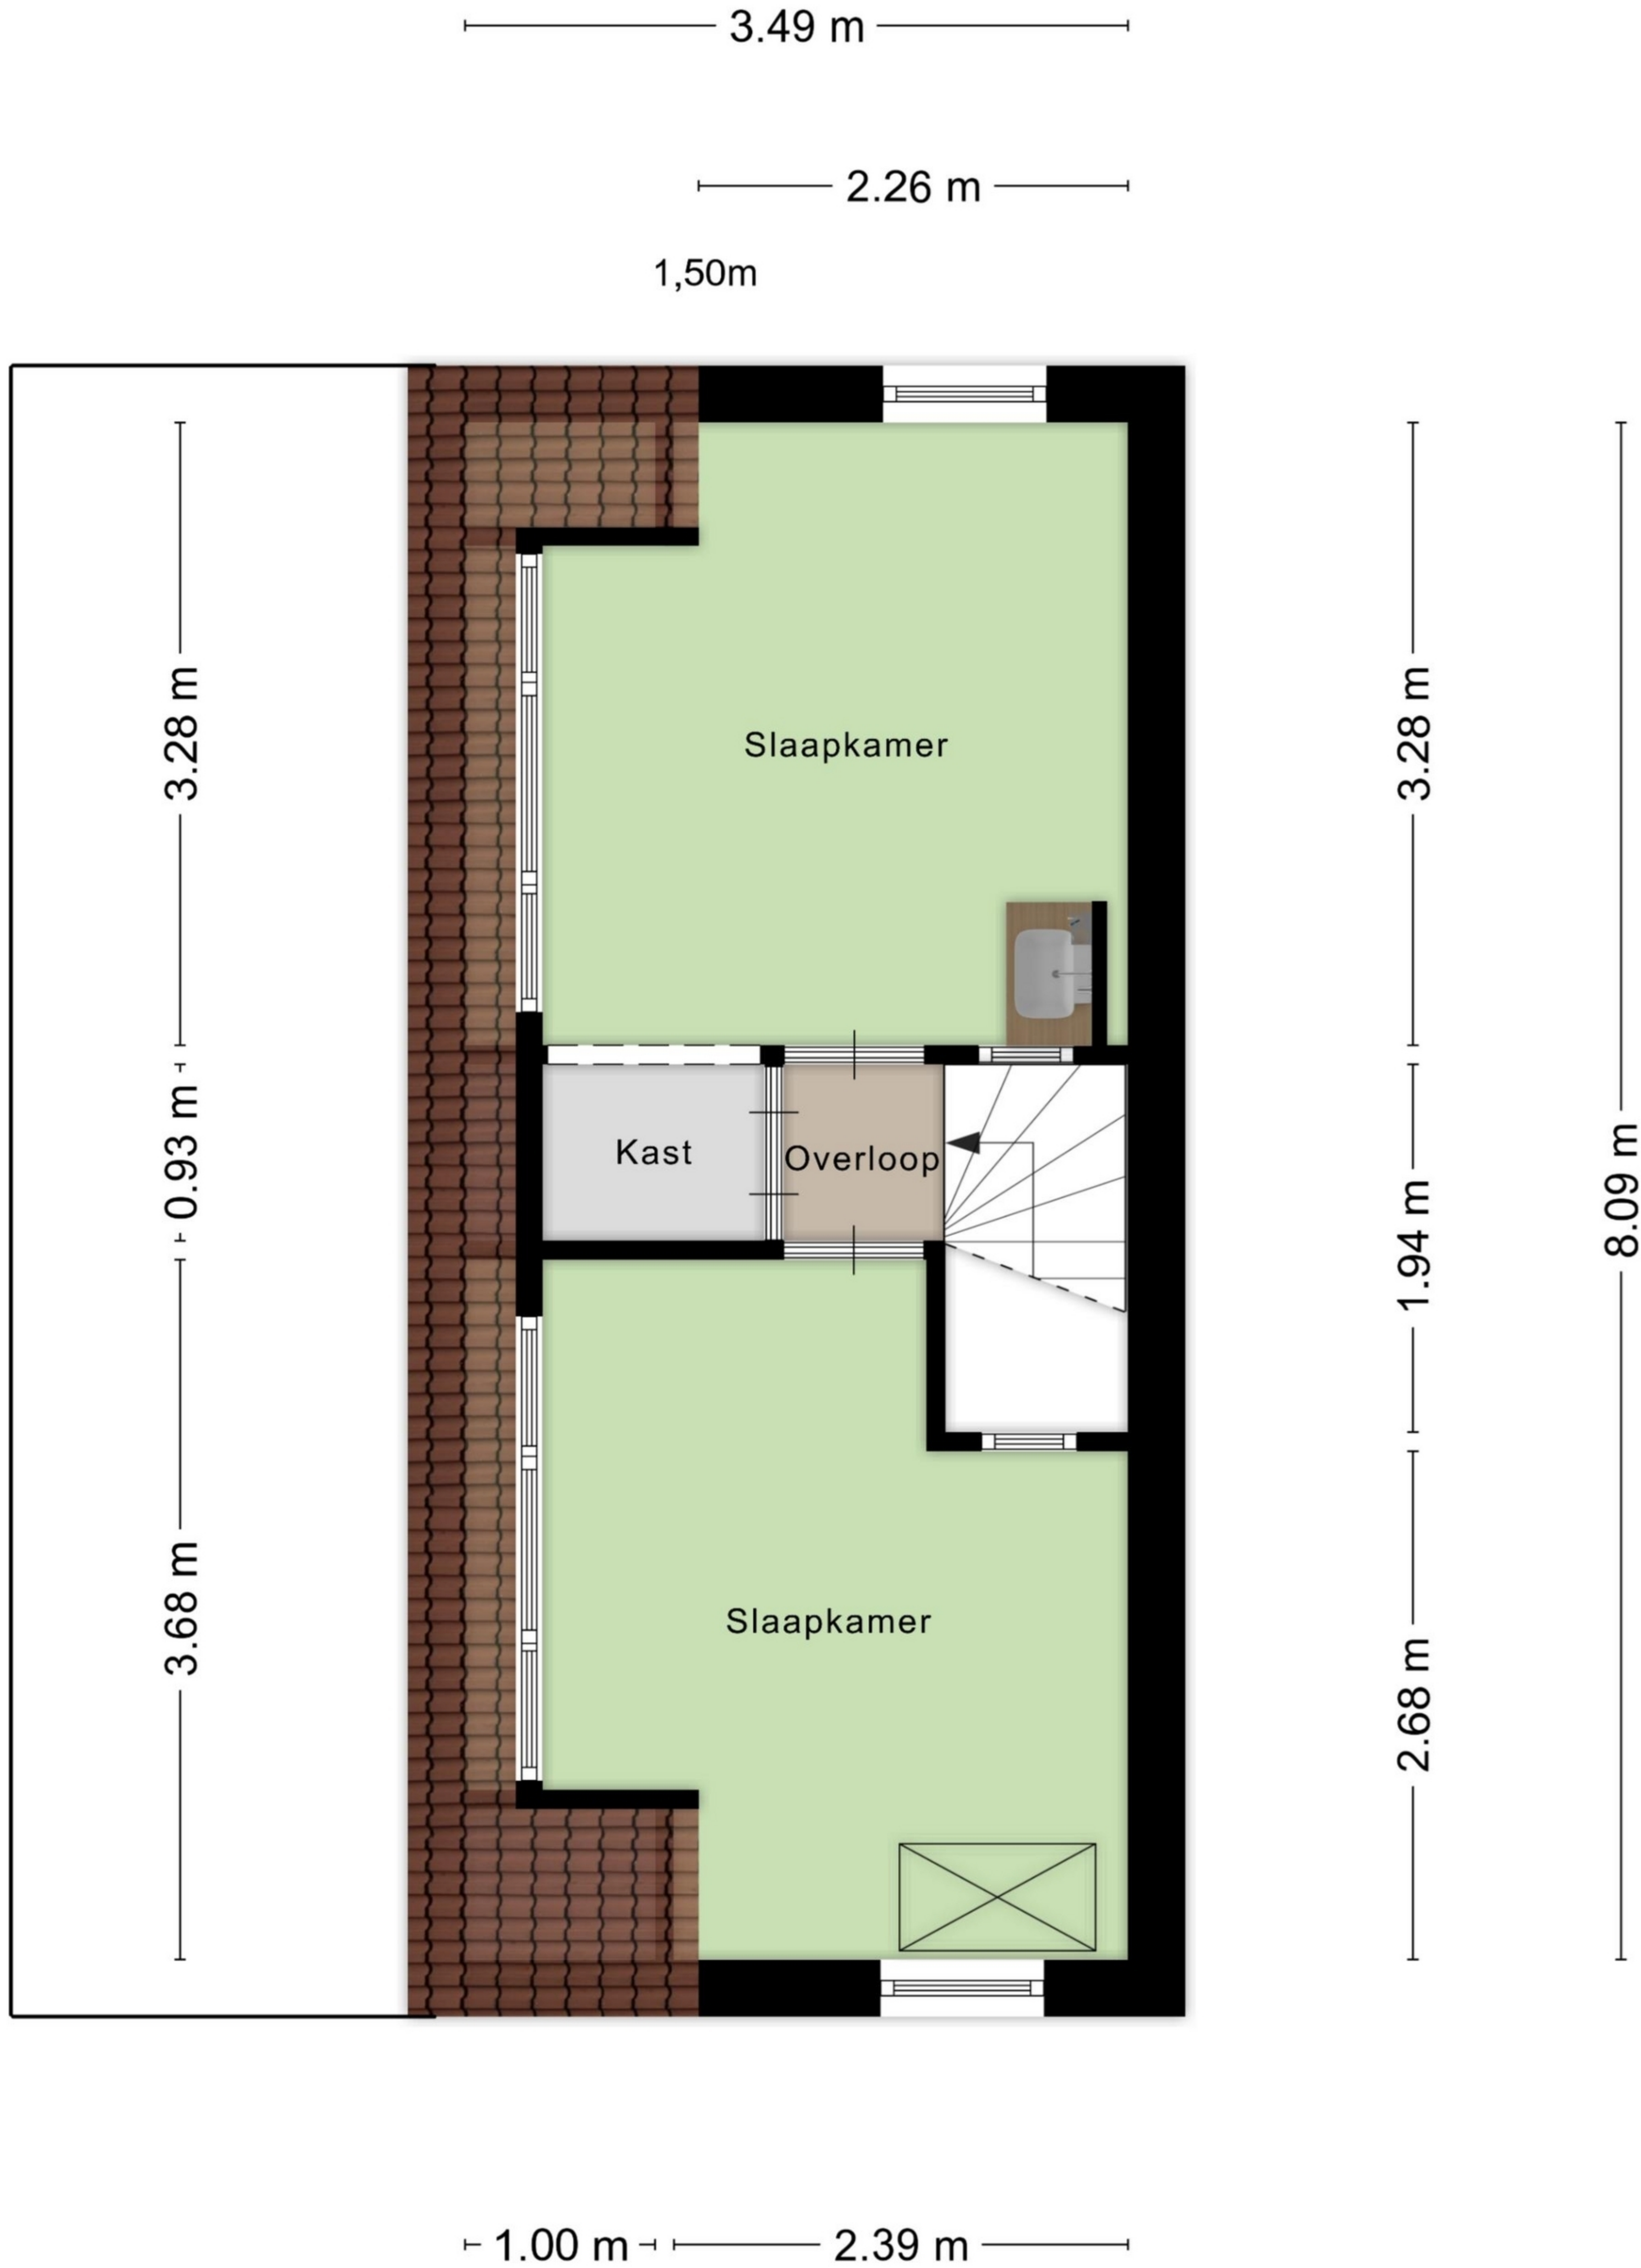 3.49 m
2.26 m
1,50m
3.28 m
3.28 m
Slaapkamer
0.93 m
Kast
Overloop
1.94 m
8.09 m
3.68 m
Slaapkamer
2.68 m
1.00 m
2.39 m